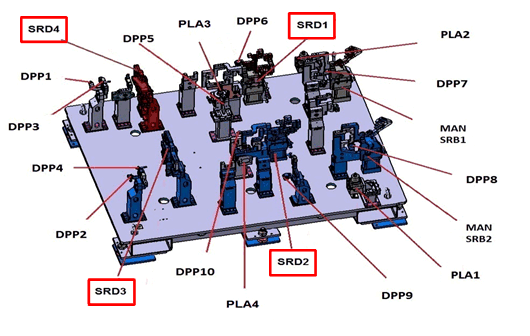 SRD4
DPP5
PLA3
DPP6
SRD1
PLA2
DPP1
DPP7
DPP3
MAN
SRB1
DPP4
DPP8
DPP2
MAN
SRB2
SRD3
DPP10
SRD2
PLA1
PLA4
DPP9